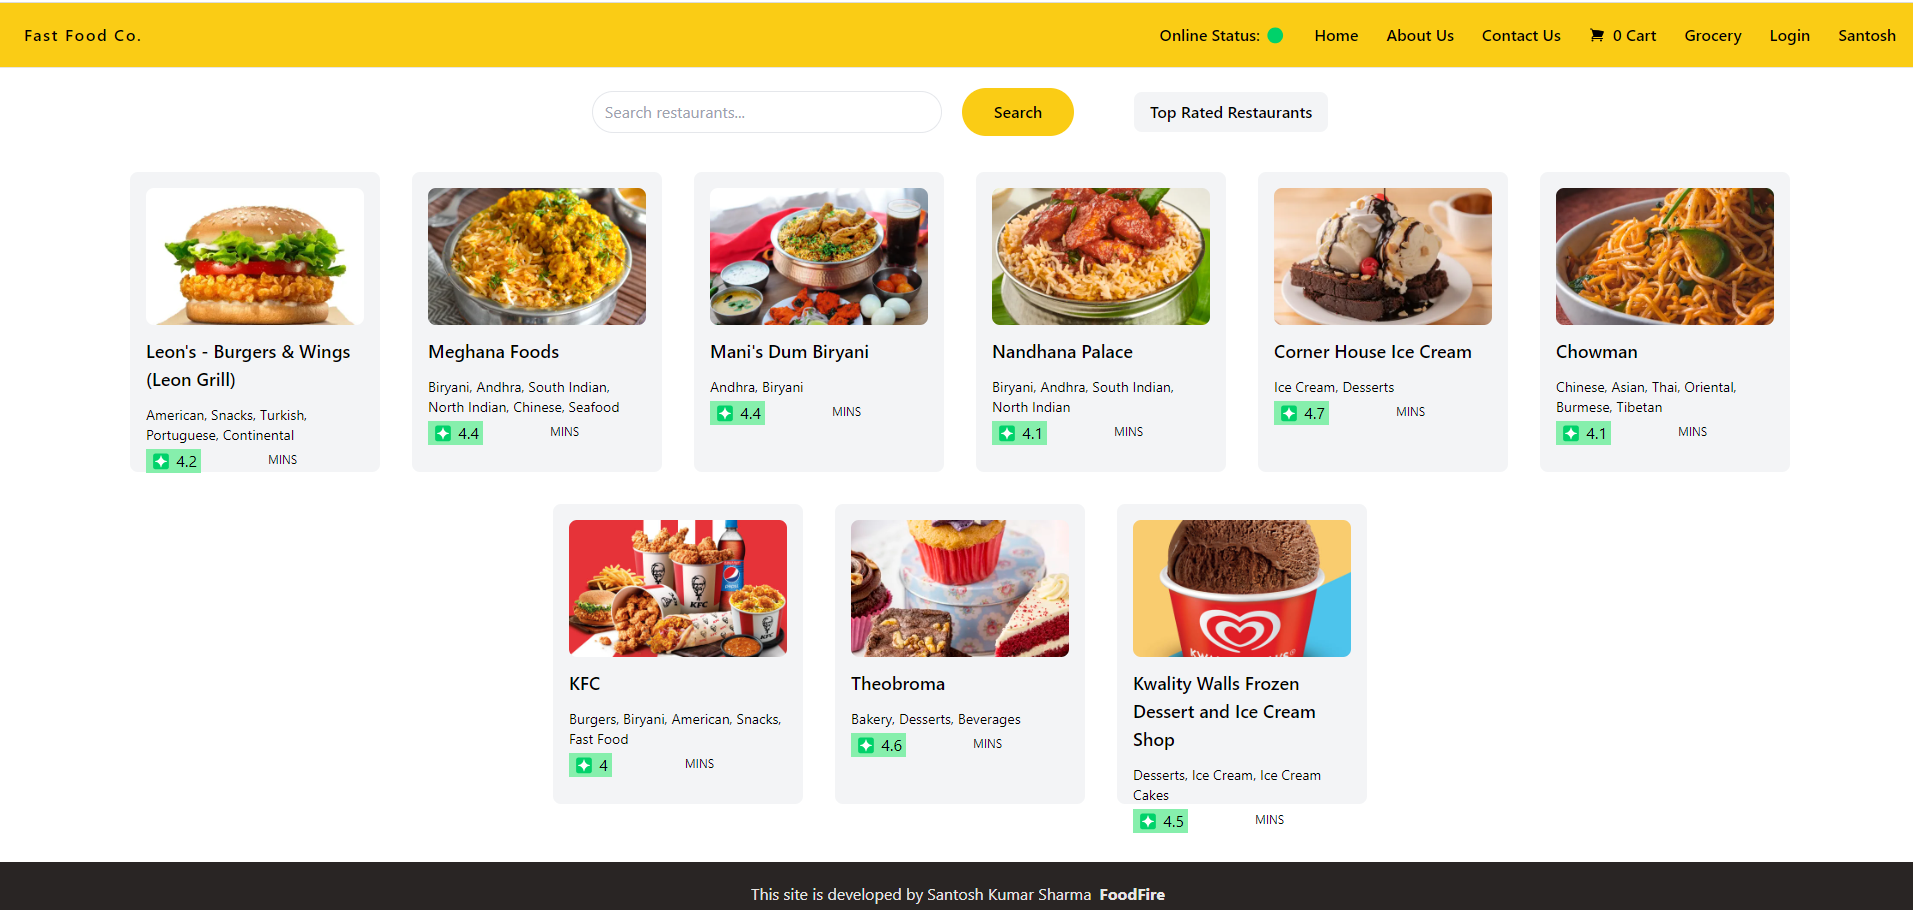 Fast Food Co.
Online Status:
Home
About Us
Contact Us
0 Cart
Grocery
Login
Santosh
Search restaurants...
Search
Top Rated Restaurants
Leon's - Burgers & Wings
(Leon Grill)
American, Snacks, Turkish,
Portuguese, Continental
4.2
MINS
Meghana Foods
Biryani, Andhra, South Indian,
North Indian, Chinese, Seafood
4.4
MINS
Mani's Dum Biryani
Andhra, Biryani
4.4
MINS
Nandhana Palace
Biryani, Andhra, South Indian,
North Indian
4.1
MINS
Corner House Ice Cream
Ice Cream, Desserts
4.7
MINS
Chowman
Chinese, Asian, Thai, Oriental,
Burmese, Tibetan
4.1
MINS
KFC
pepsi
KFC
KFC
Burgers, Biryani, American, Snacks,
Fast Food
4
MINS
Theobroma
Bakery, Desserts, Beverages
4.6
MINS
Kwality Walls Frozen
Dessert and Ice Cream
Shop
Desserts, Ice Cream, Ice Cream
Cakes
4.5
MINS
This site is developed by Santosh Kumar Sharma FoodFire